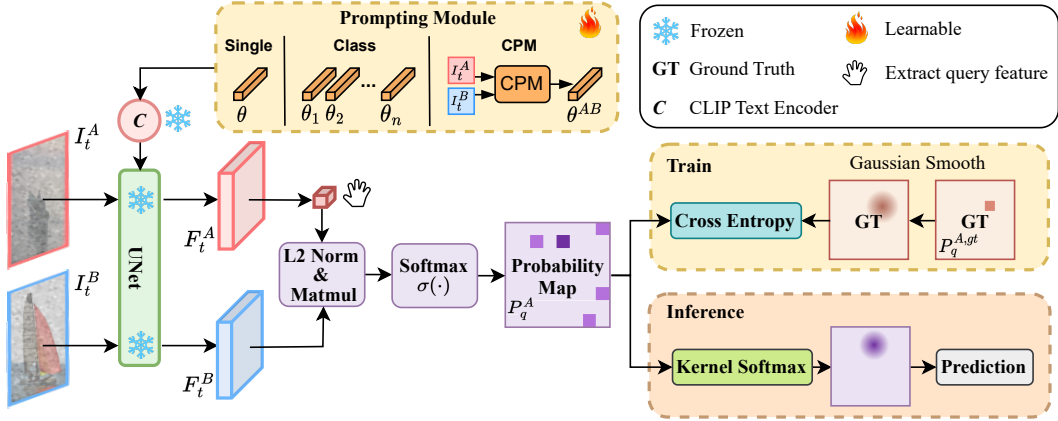 Prompting Module
Single
Class
CPM
θ
θ₁ θ₂ ... θₙ
I_t^A
I_t^B
CPM
θ^{AB}
Frozen
Learnable
GT Ground Truth
Extract query feature
C CLIP Text Encoder
C
I_t^A
UNet
F_t^A
I_t^B
F_t^B
L2 Norm
&
Matmul
Softmax
σ(·)
Probability
Map
P_q^A
Train
Gaussian Smooth
Cross Entropy
GT
GT
P_q^{A,gt}
Inference
Kernel Softmax
Prediction